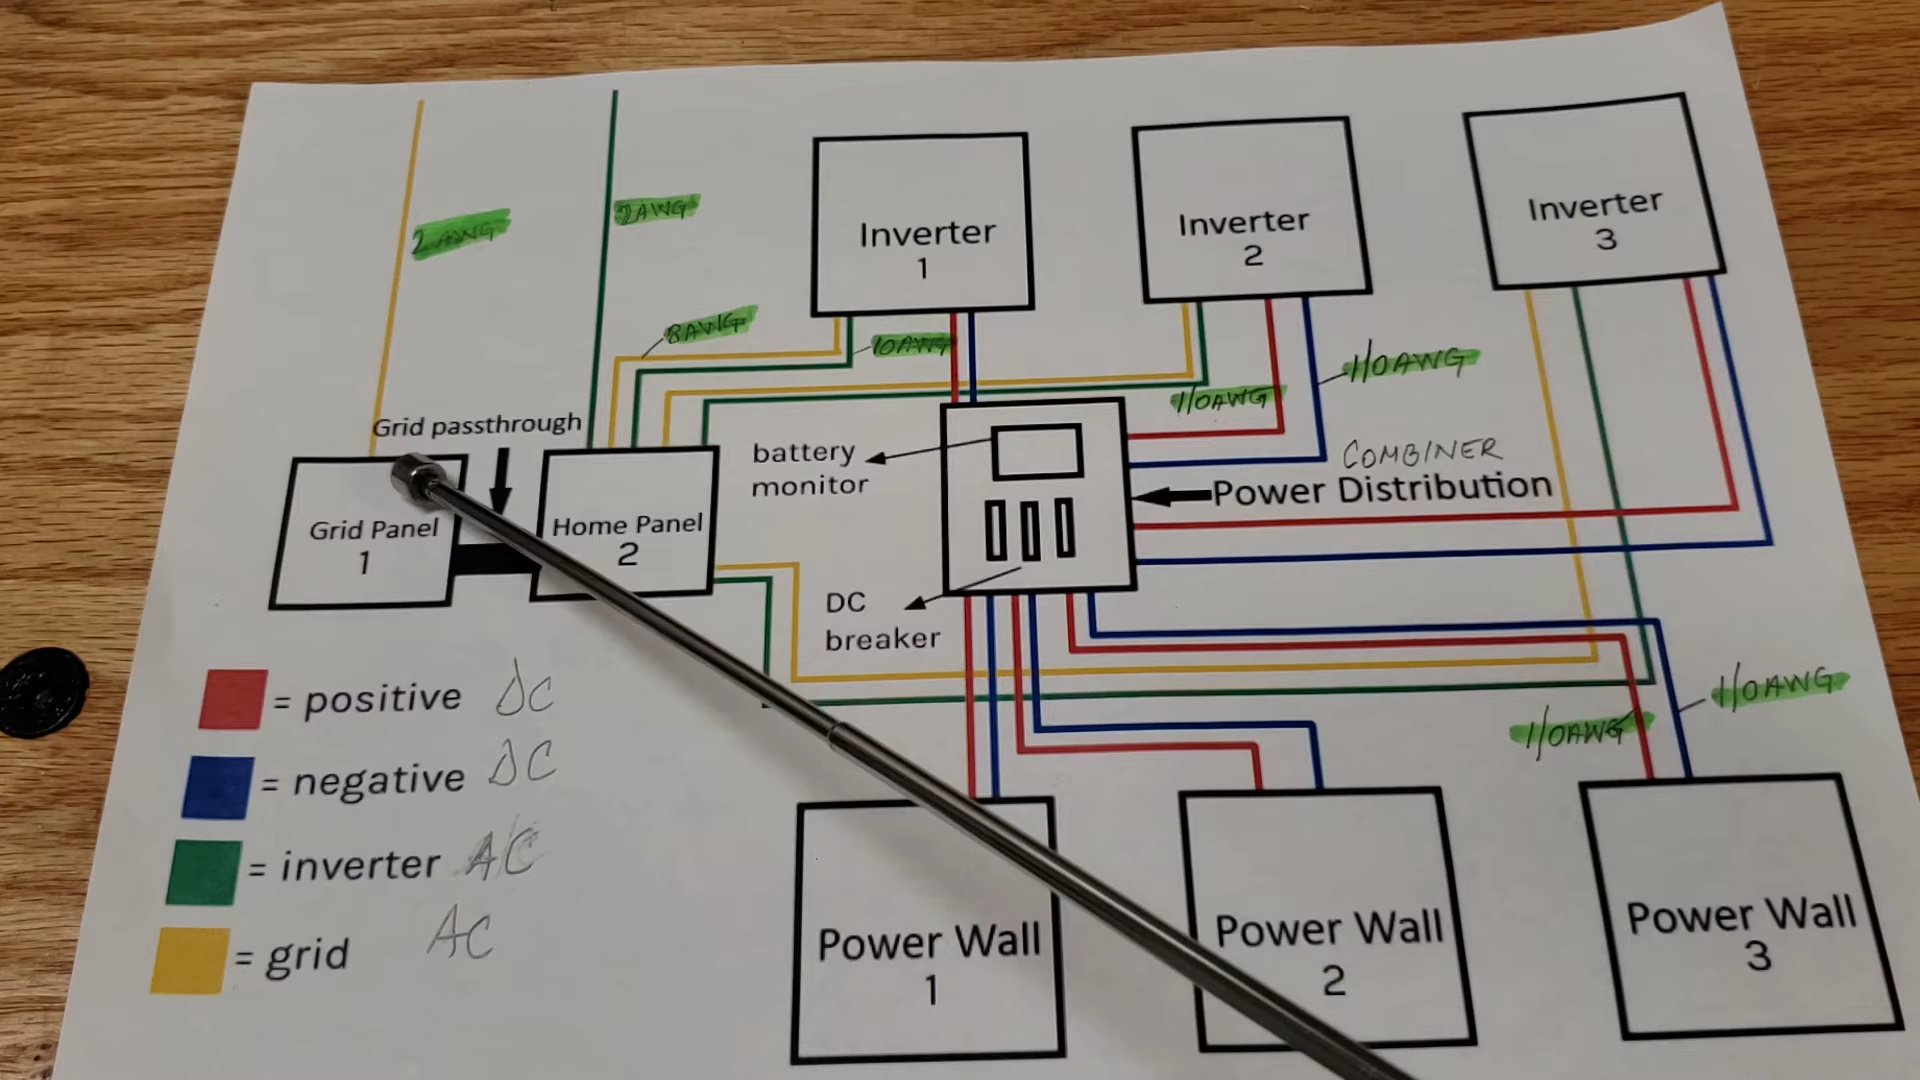 2 AWG
2AWG
Inverter
1
Inverter
2
Inverter
3
8AWG
10AWG
1/0AWG
1/0AWG
Grid passthrough
battery
monitor
COMBINER
Power Distribution
Grid Panel
1
Home Panel
2
DC
breaker
= positive DC
= negative DC
= inverter AC
= grid AC
1/0AWG
1/0AWG
Power Wall
1
Power Wall
2
Power Wall
3